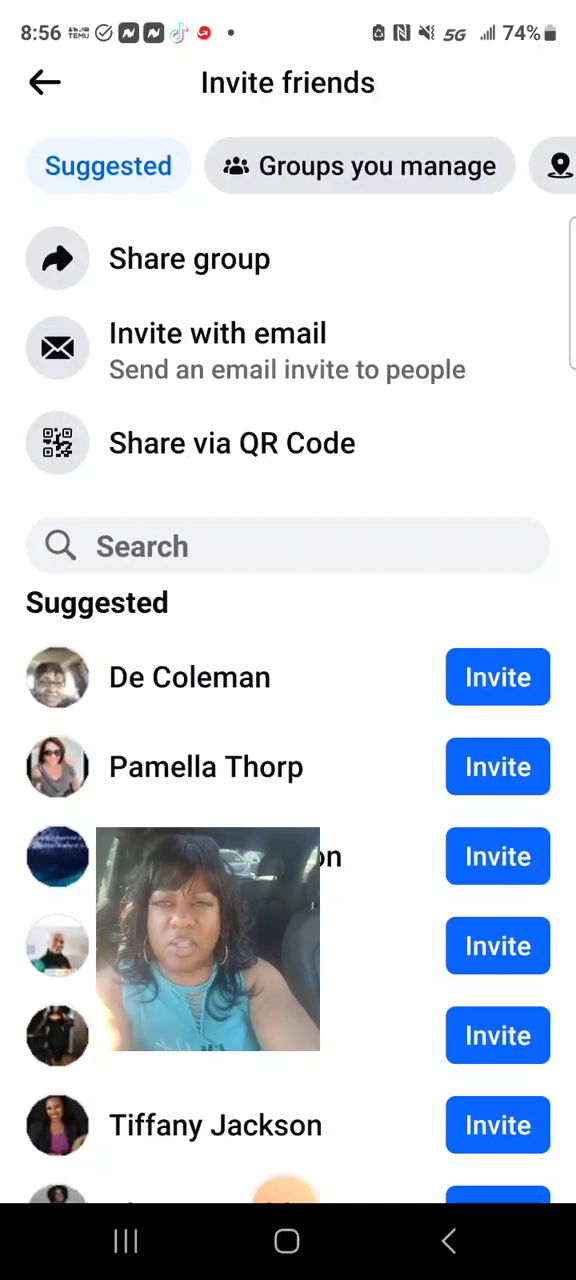 8:56 TEMU 5G 74%
Invite friends
Suggested Groups you manage
Share group
Invite with email
Send an email invite to people
Share via QR Code
Search
Suggested
De Coleman Invite
Pamella Thorp Invite
Invite
Invite
Invite
Tiffany Jackson Invite